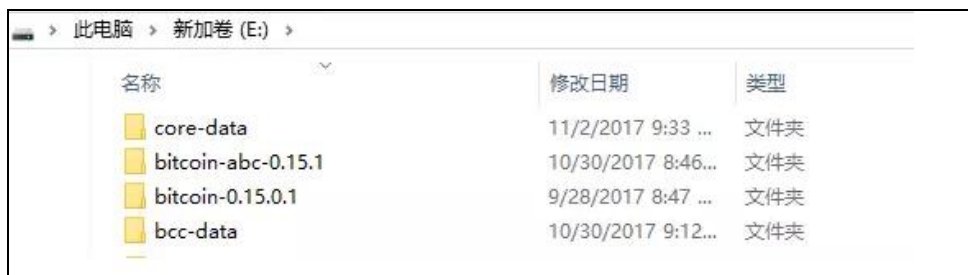 此电脑 > 新加卷 (E:) >
名称 修改日期 类型
core-data 11/2/2017 9:33 ... 文件夹
bitcoin-abc-0.15.1 10/30/2017 8:46... 文件夹
bitcoin-0.15.0.1 9/28/2017 8:47 ... 文件夹
bcc-data 10/30/2017 9:12... 文件夹